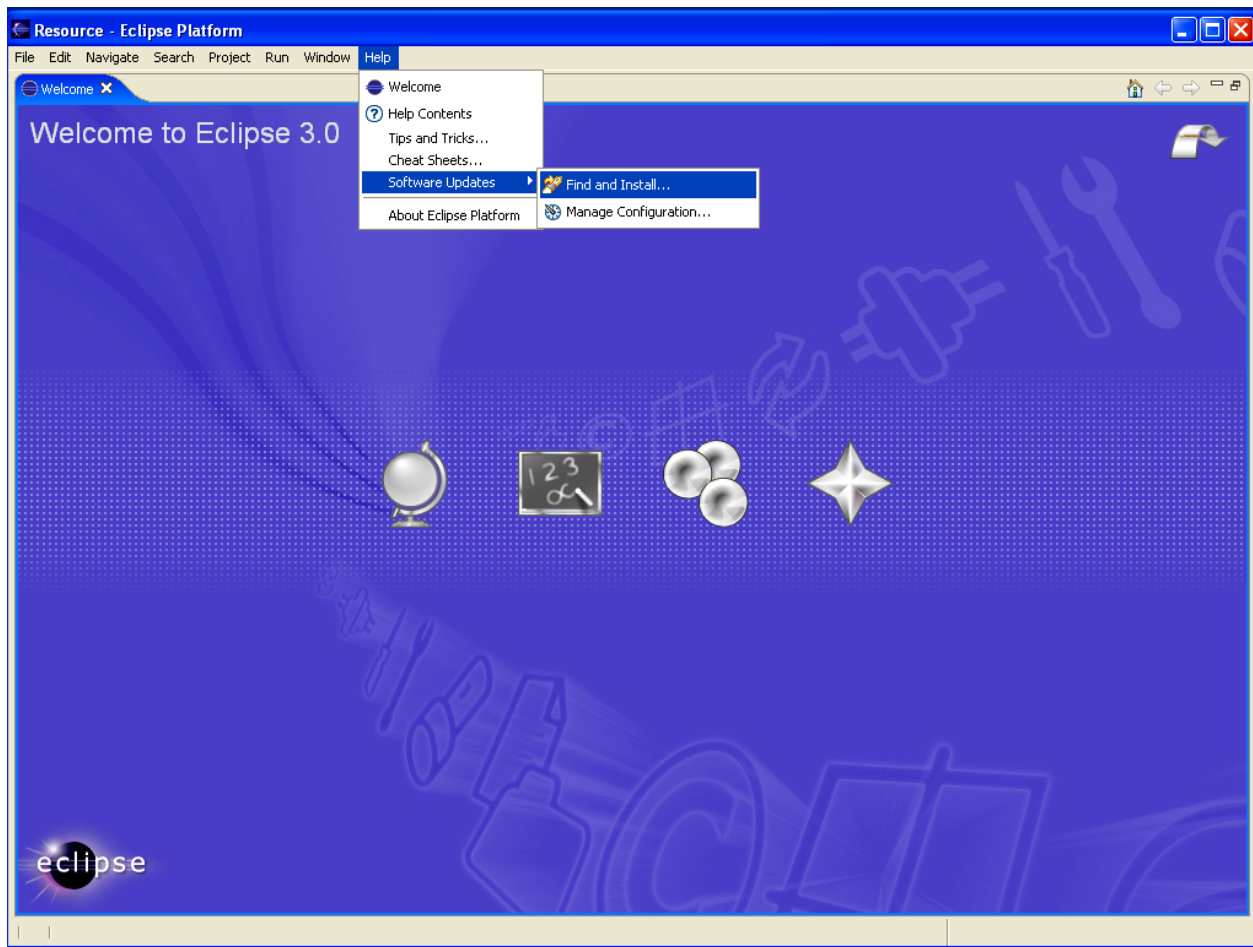 Resource - Eclipse Platform
File Edit Navigate Search Project Run Window Help
Welcome
Welcome
Help Contents
Tips and Tricks...
Cheat Sheets...
Software Updates
About Eclipse Platform
Find and Install...
Manage Configuration...
Welcome to Eclipse 3.0
123
eclipse